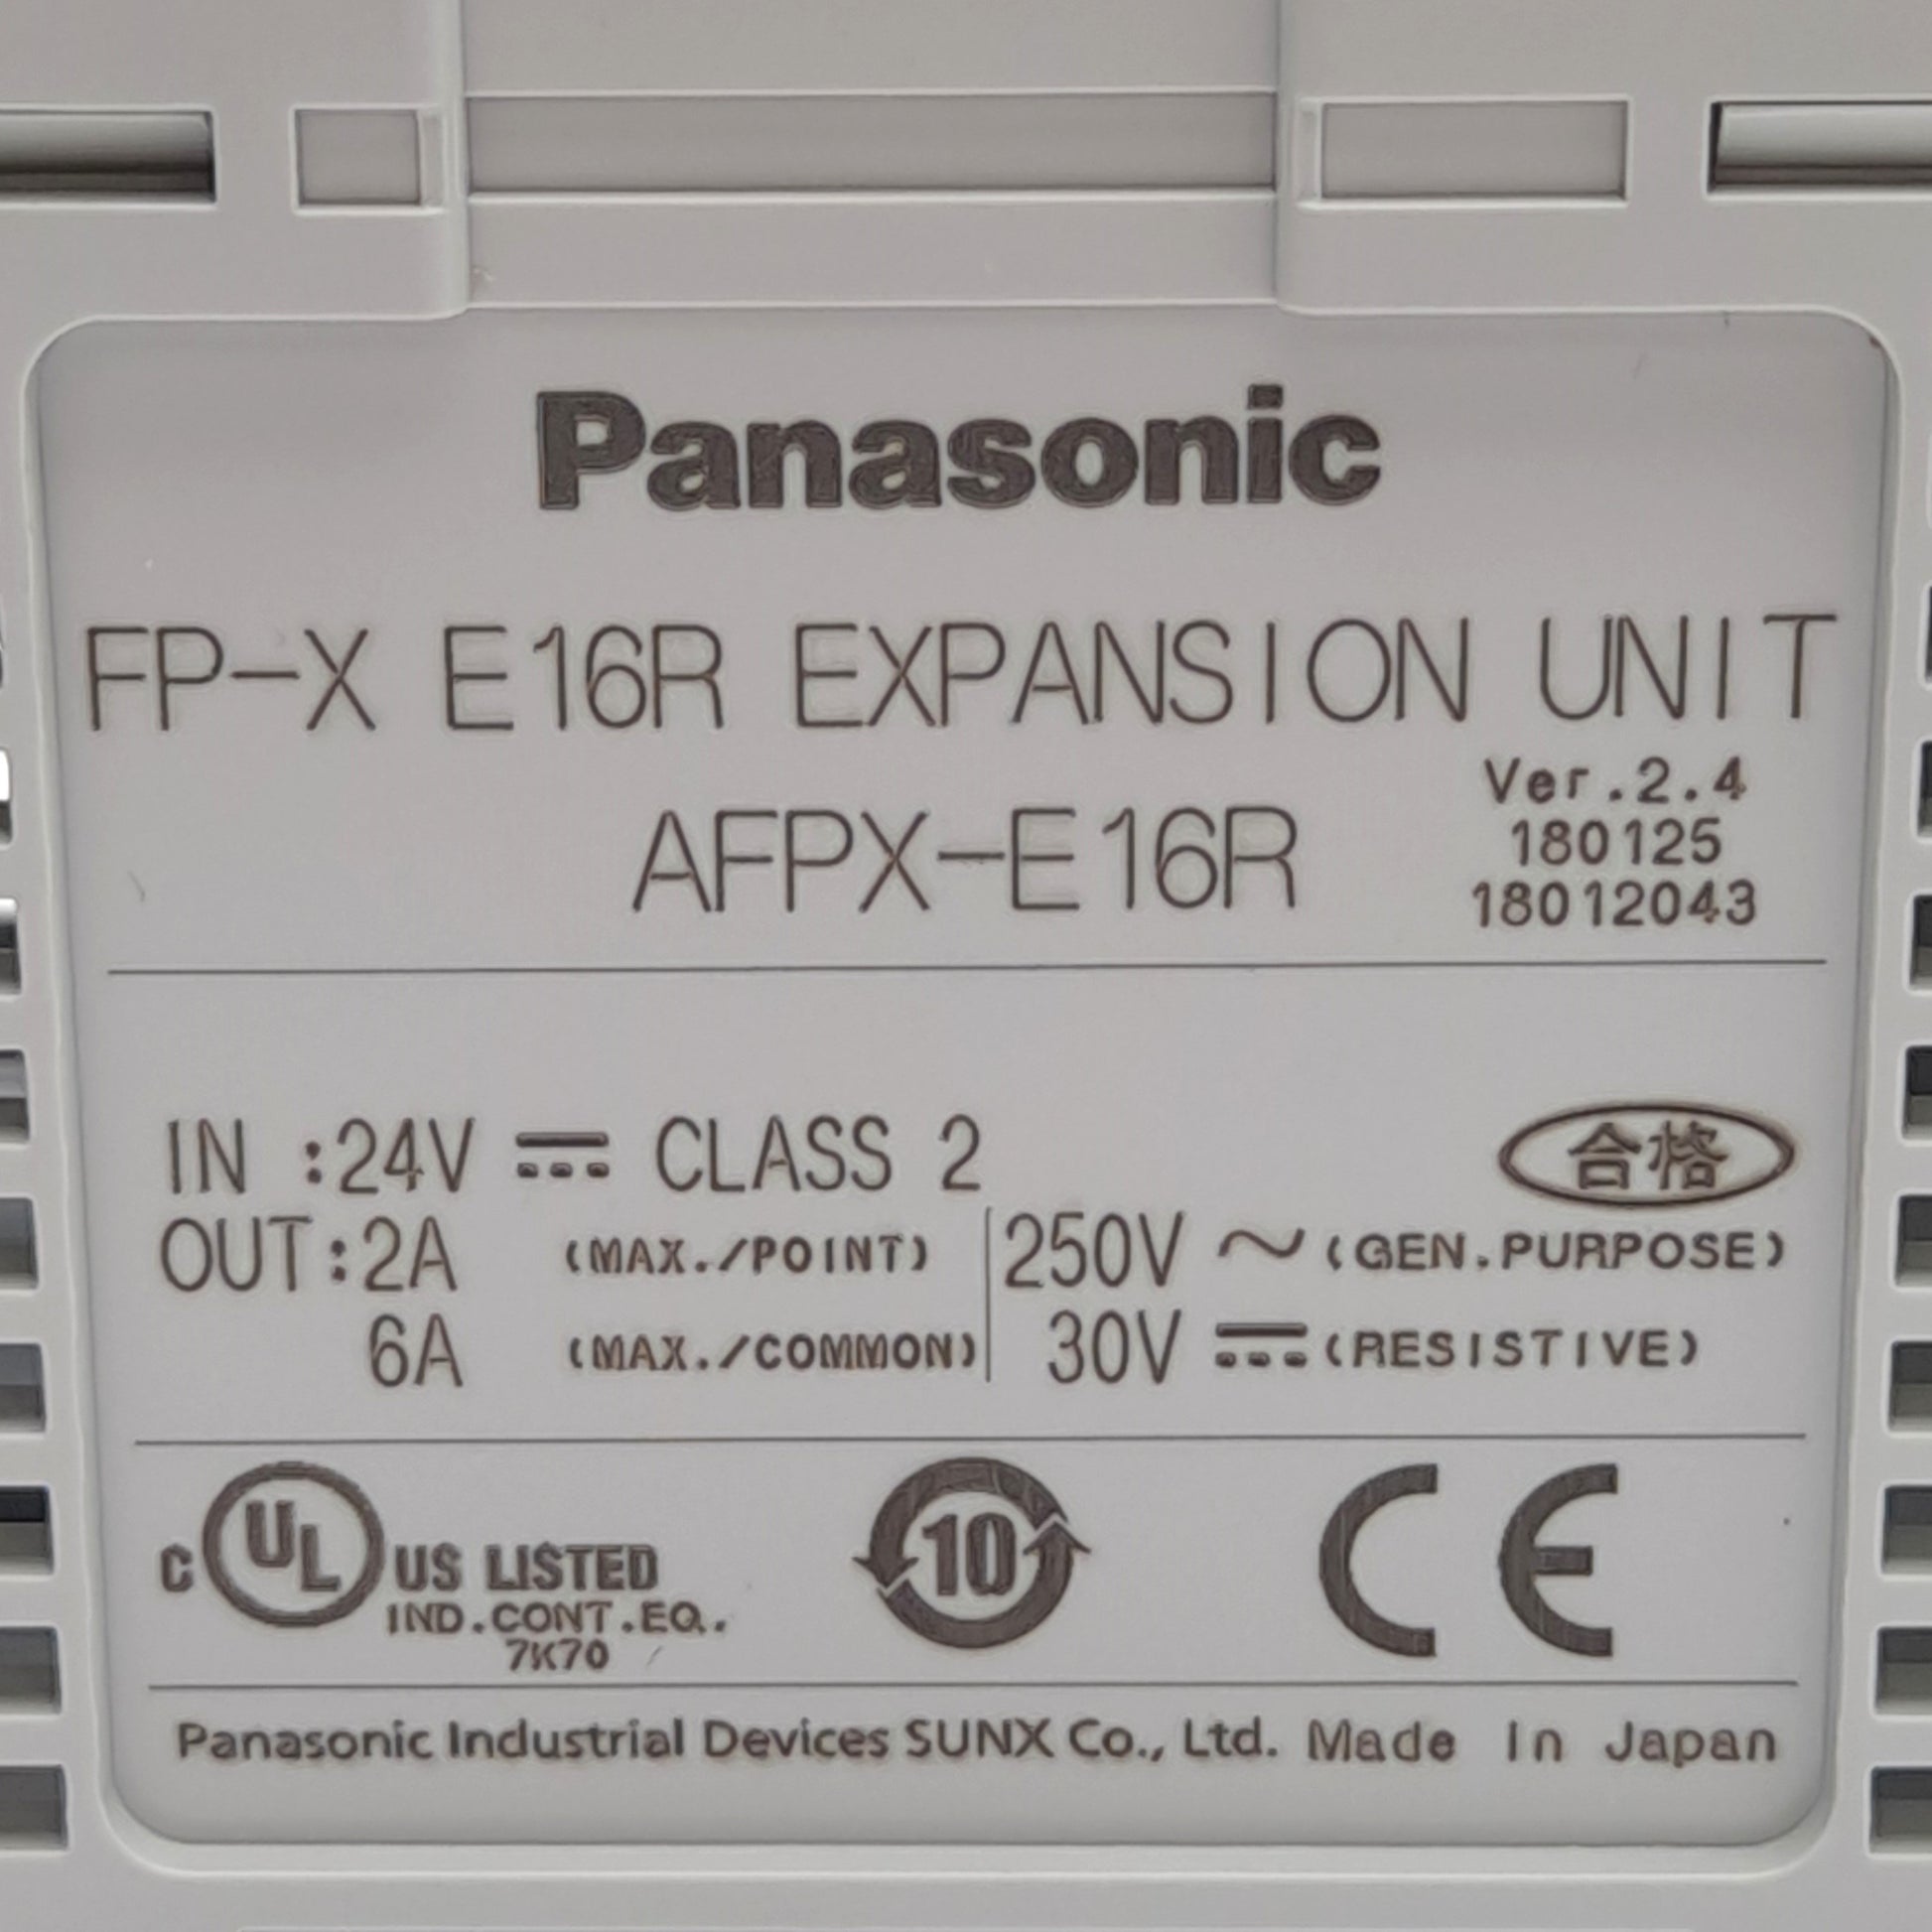 Panasonic
FP-X E16R EXPANSION UNIT
Ver.2.4
AFPX-E16R
180125
18012043
IN :24V ⎓ CLASS 2
合格
OUT:2A (MAX./POINT) 250V ~ (GEN.PURPOSE)
6A (MAX./COMMON) 30V ⎓ (RESISTIVE)
C UL US LISTED
IND.CONT.EQ.
7K70
10
CE
Panasonic Industrial Devices SUNX Co., Ltd. Made In Japan